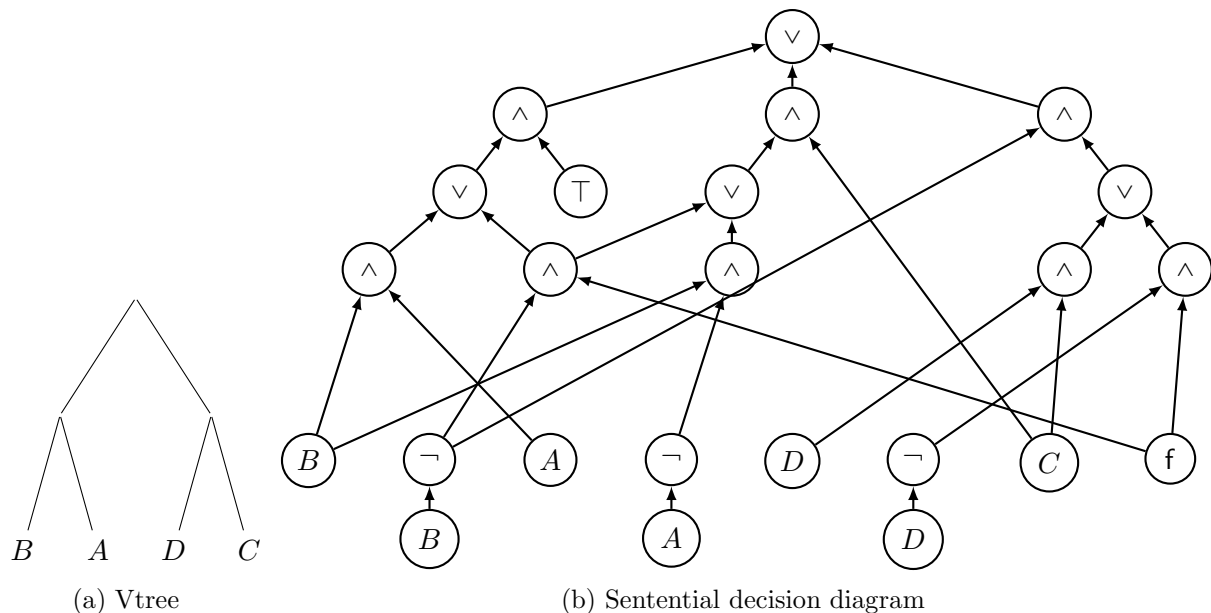 ∨
∧ ∧ ∧
∨ ⊤ ∨ ∨
∧ ∧ ∧ ∧ ∧
B ¬ A ¬ D ¬ C f
B A D
B A D C
(a) Vtree
(b) Sentential decision diagram